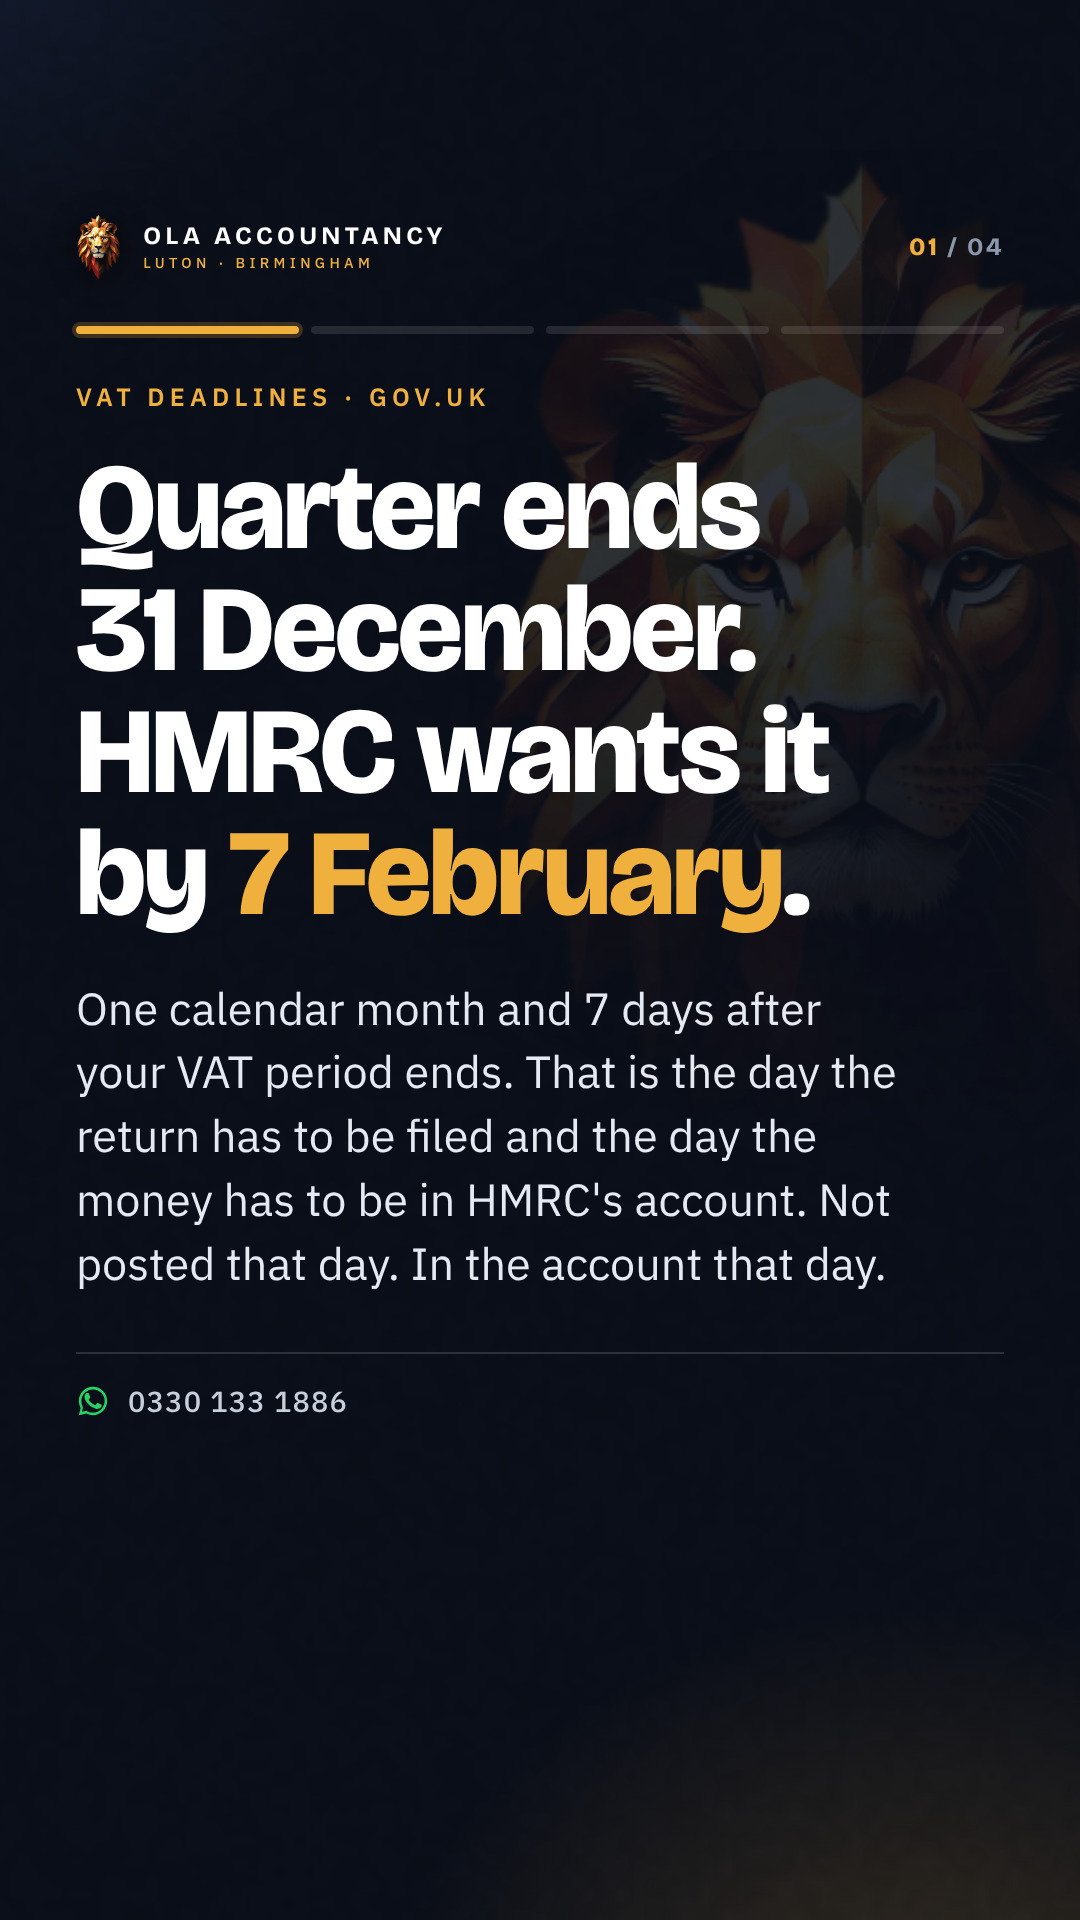 OLA ACCOUNTANCY
LUTON · BIRMINGHAM
01 / 04
VAT DEADLINES · GOV.UK
Quarter ends
31 December.
HMRC wants it
by 7 February.
One calendar month and 7 days after
your VAT period ends. That is the day the
return has to be filed and the day the
money has to be in HMRC's account. Not
posted that day. In the account that day.
0330 133 1886